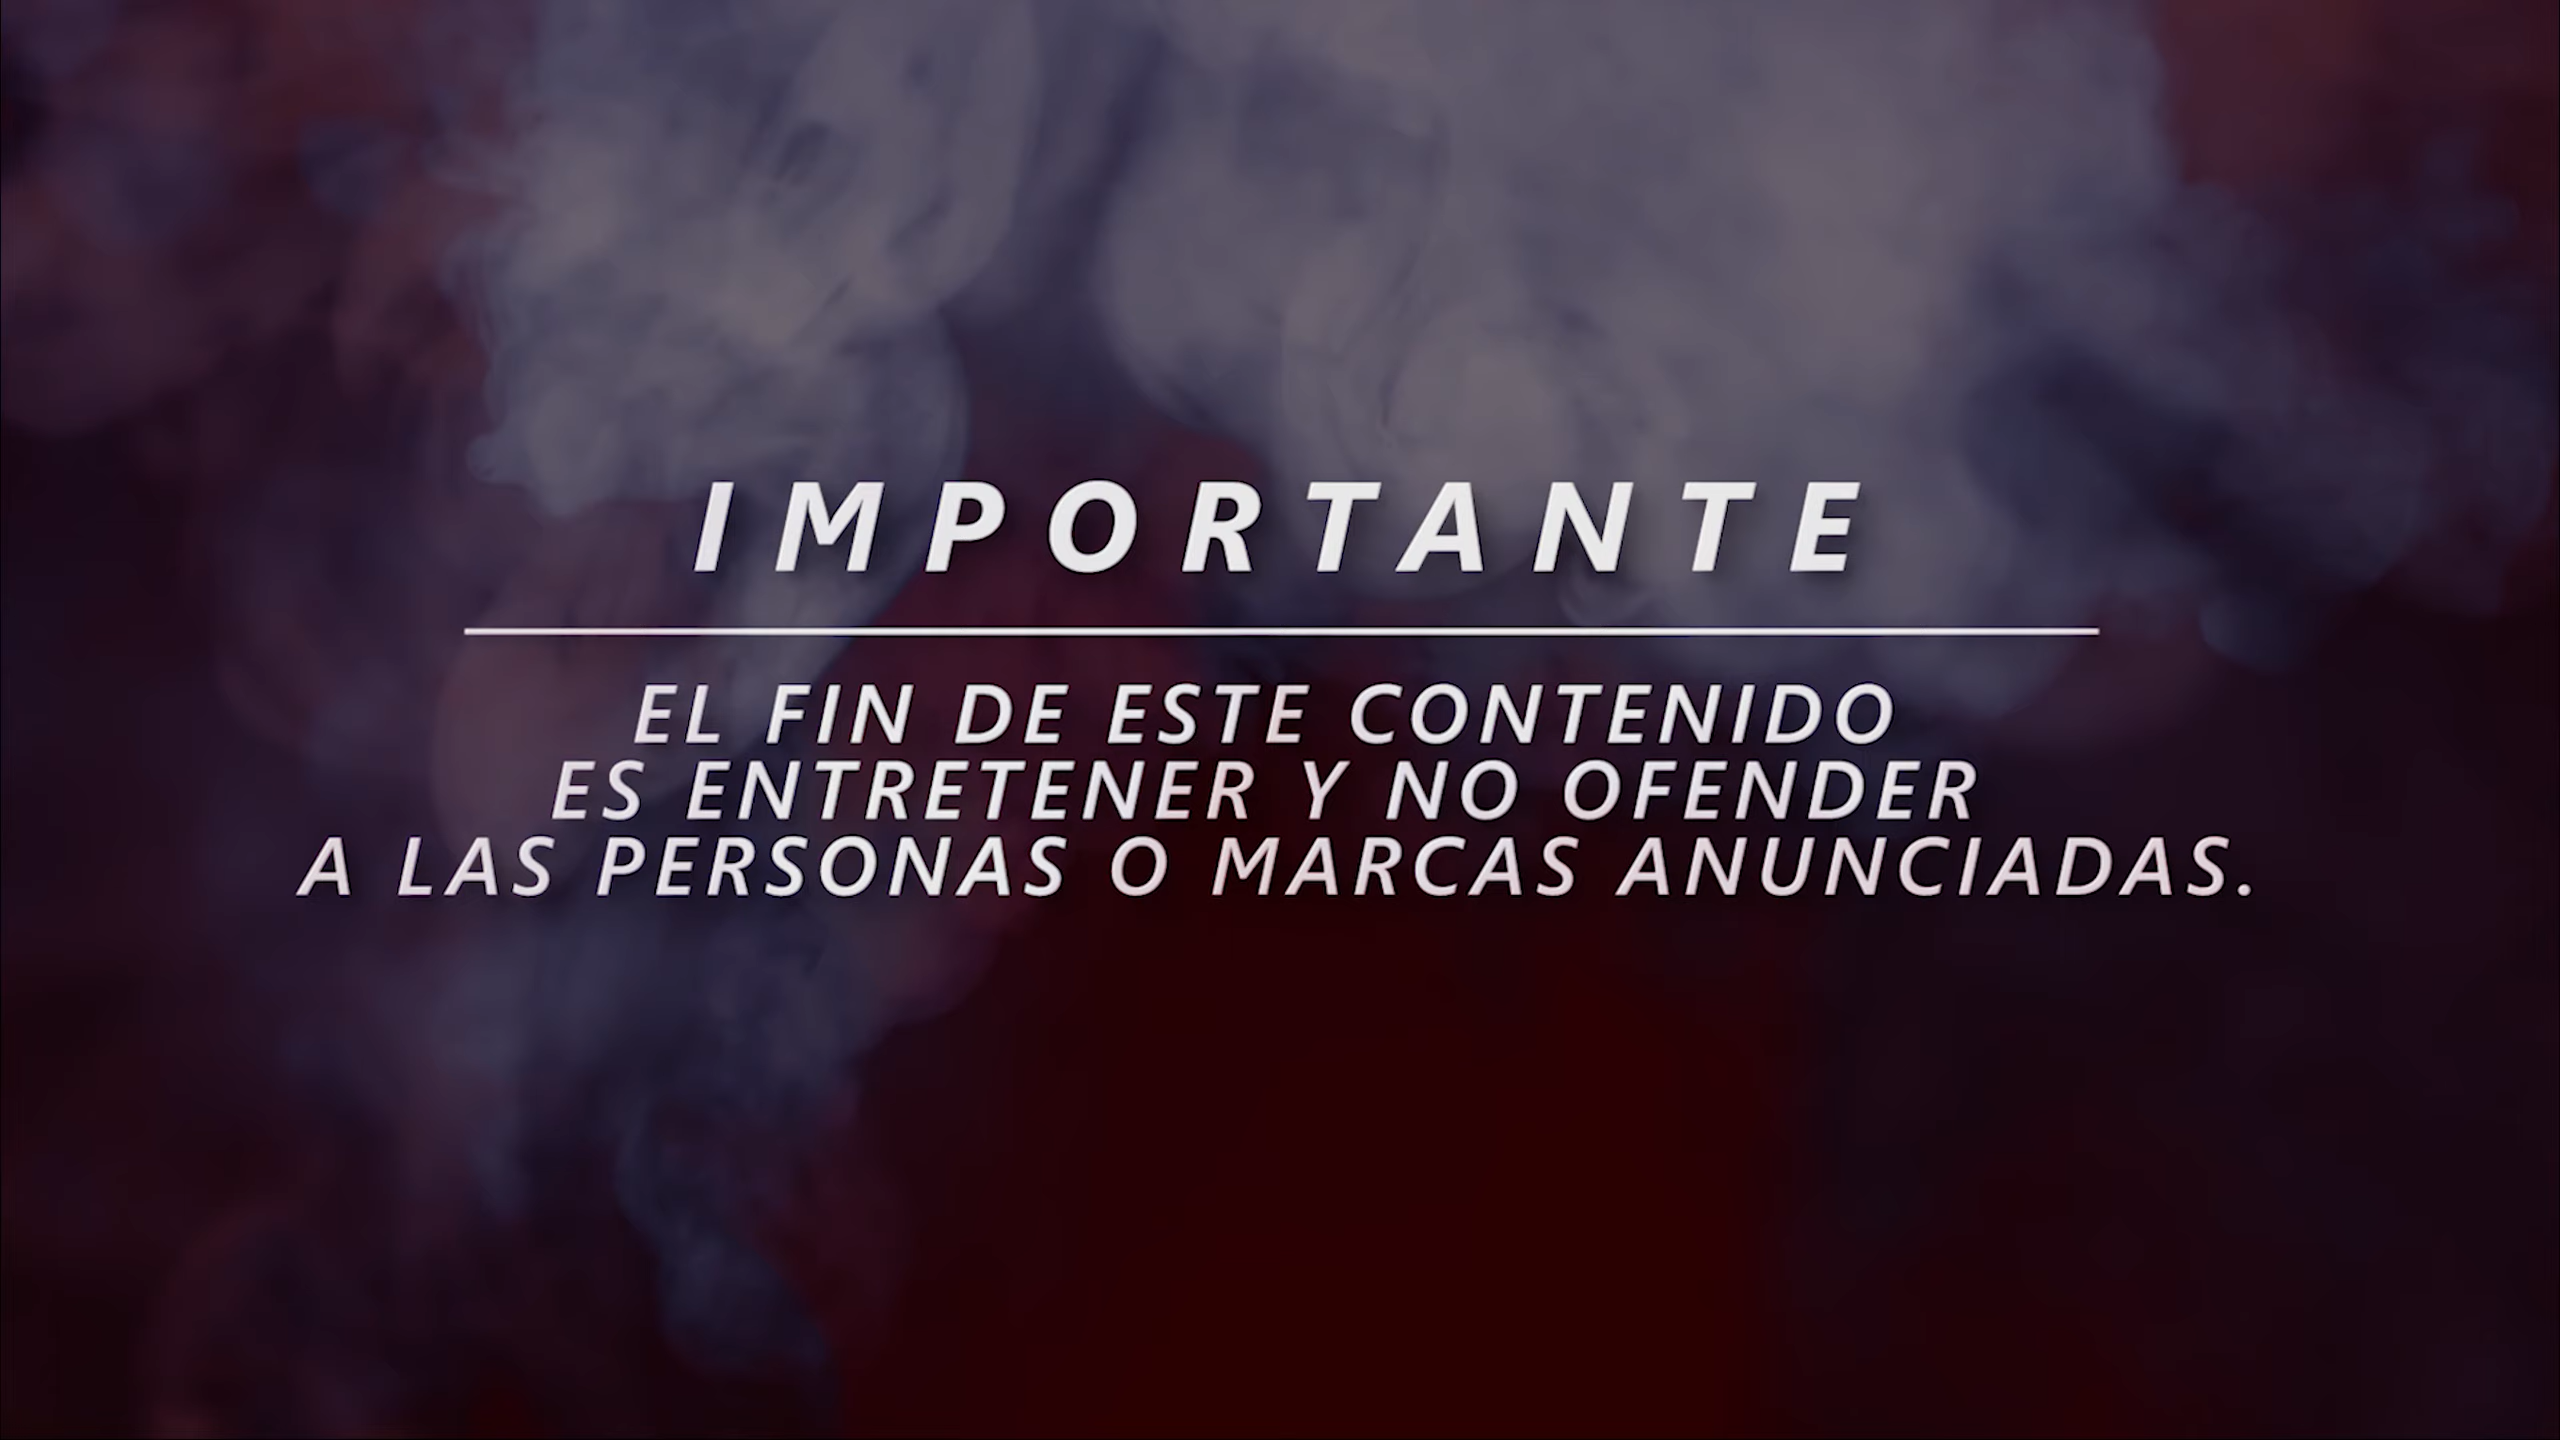 IMPORTANTE
EL FIN DE ESTE CONTENIDO
ES ENTRETENER Y NO OFENDER
A LAS PERSONAS O MARCAS ANUNCIADAS.